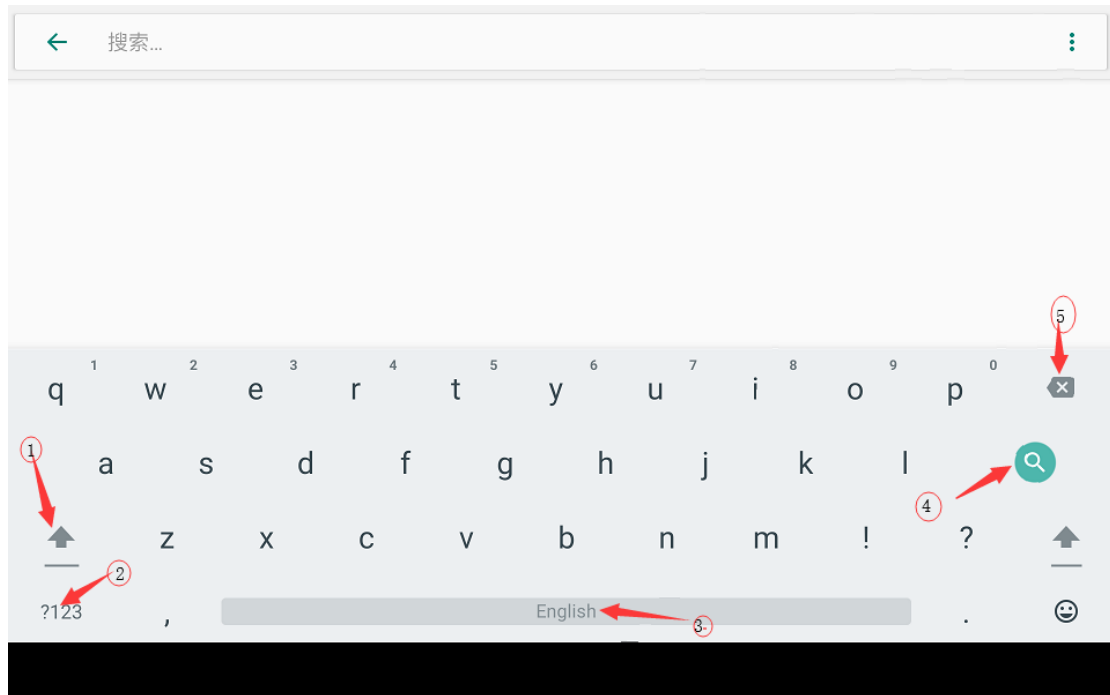 搜索...
5
1 2 3 4 5 6 7 8 9 0
q w e r t y u i o p
1
a s d f g h j k l
4
z x c v b n m ! ?
2
?123 , English .
3